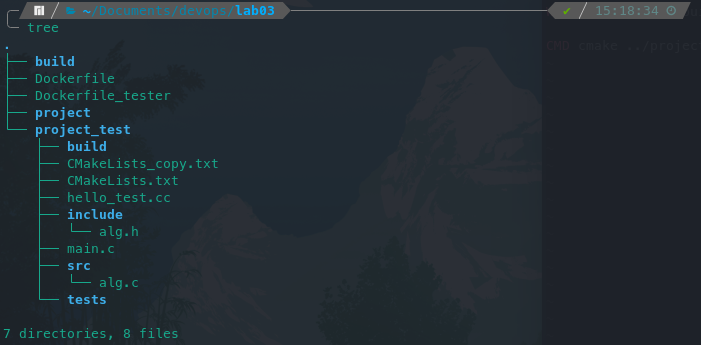 ~/Documents/devops/lab03 ✔ 15:18:34
tree
.
├── build
├── Dockerfile
├── Dockerfile_tester
├── project
└── project_test
    ├── build
    ├── CMakeLists_copy.txt
    ├── CMakeLists.txt
    ├── hello_test.cc
    ├── include
    │   └── alg.h
    ├── main.c
    ├── src
    │   └── alg.c
    └── tests
7 directories, 8 files
CMD cmake ../projec